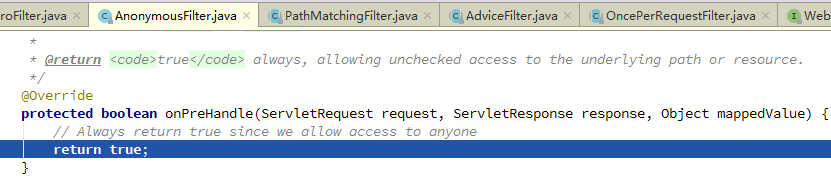 roFilter.java × AnonymousFilter.java × PathMatchingFilter.java × AdviceFilter.java × OncePerRequestFilter.java × Web
*
* @return <code>true</code> always, allowing unchecked access to the underlying path or resource.
*/
@Override
protected boolean onPreHandle(ServletRequest request, ServletResponse response, Object mappedValue) {
// Always return true since we allow access to anyone
return true;
}